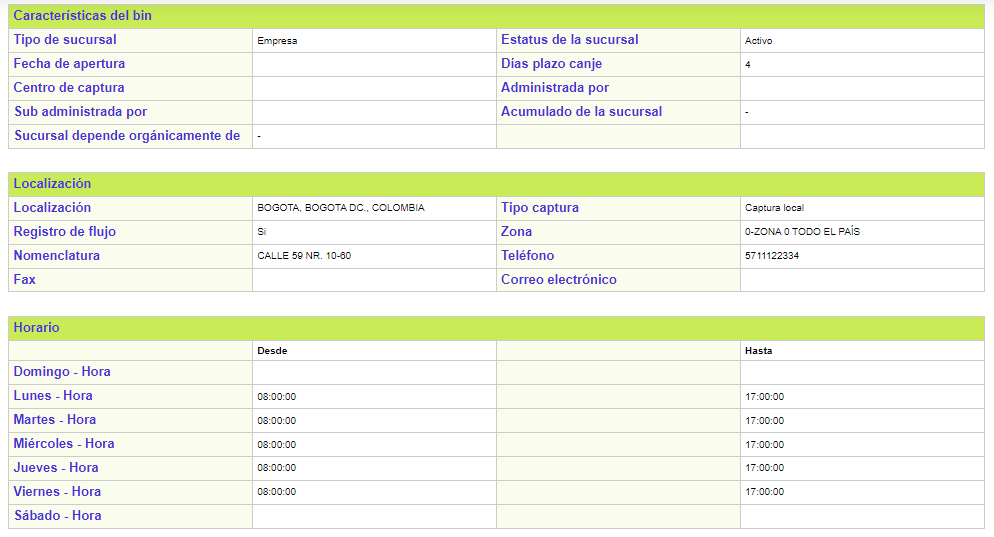 Características del bin
Tipo de sucursal Empresa Estatus de la sucursal Activo
Fecha de apertura Días plazo canje 4
Centro de captura Administrada por
Sub administrada por Acumulado de la sucursal -
Sucursal depende orgánicamente de -
Localización
Localización BOGOTA, BOGOTA DC., COLOMBIA Tipo captura Captura local
Registro de flujo Si Zona 0-ZONA 0 TODO EL PAÍS
Nomenclatura CALLE 59 NR. 10-60 Teléfono 5711122334
Fax Correo electrónico
Horario
Desde Hasta
Domingo - Hora
Lunes - Hora 08:00:00 17:00:00
Martes - Hora 08:00:00 17:00:00
Miércoles - Hora 08:00:00 17:00:00
Jueves - Hora 08:00:00 17:00:00
Viernes - Hora 08:00:00 17:00:00
Sábado - Hora